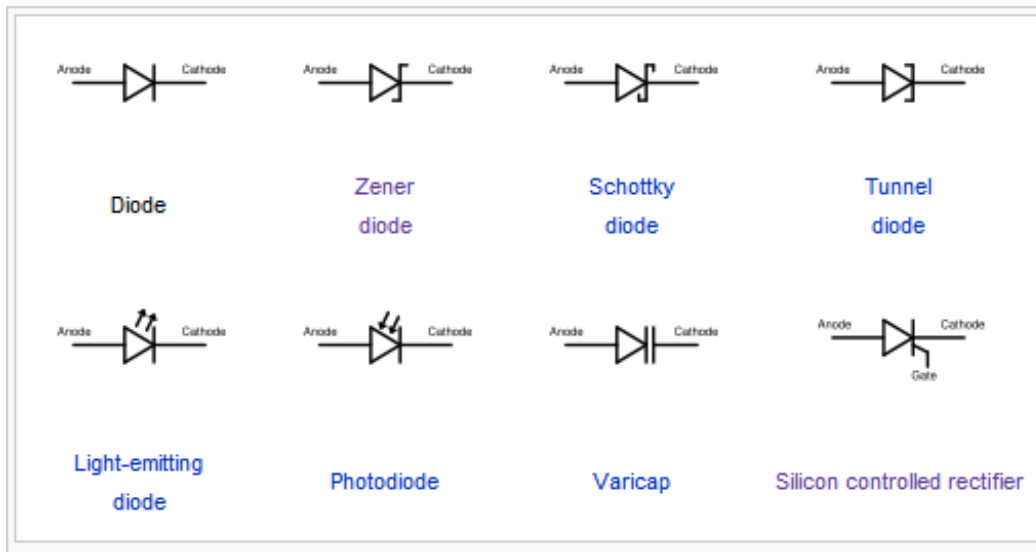 Anode Cathode Anode Cathode Anode Cathode Anode Cathode
Diode
Zener
diode
Schottky
diode
Tunnel
diode
Anode Cathode Anode Cathode Anode Cathode Anode Cathode
Gate
Light-emitting
diode
Photodiode
Varicap
Silicon controlled rectifier